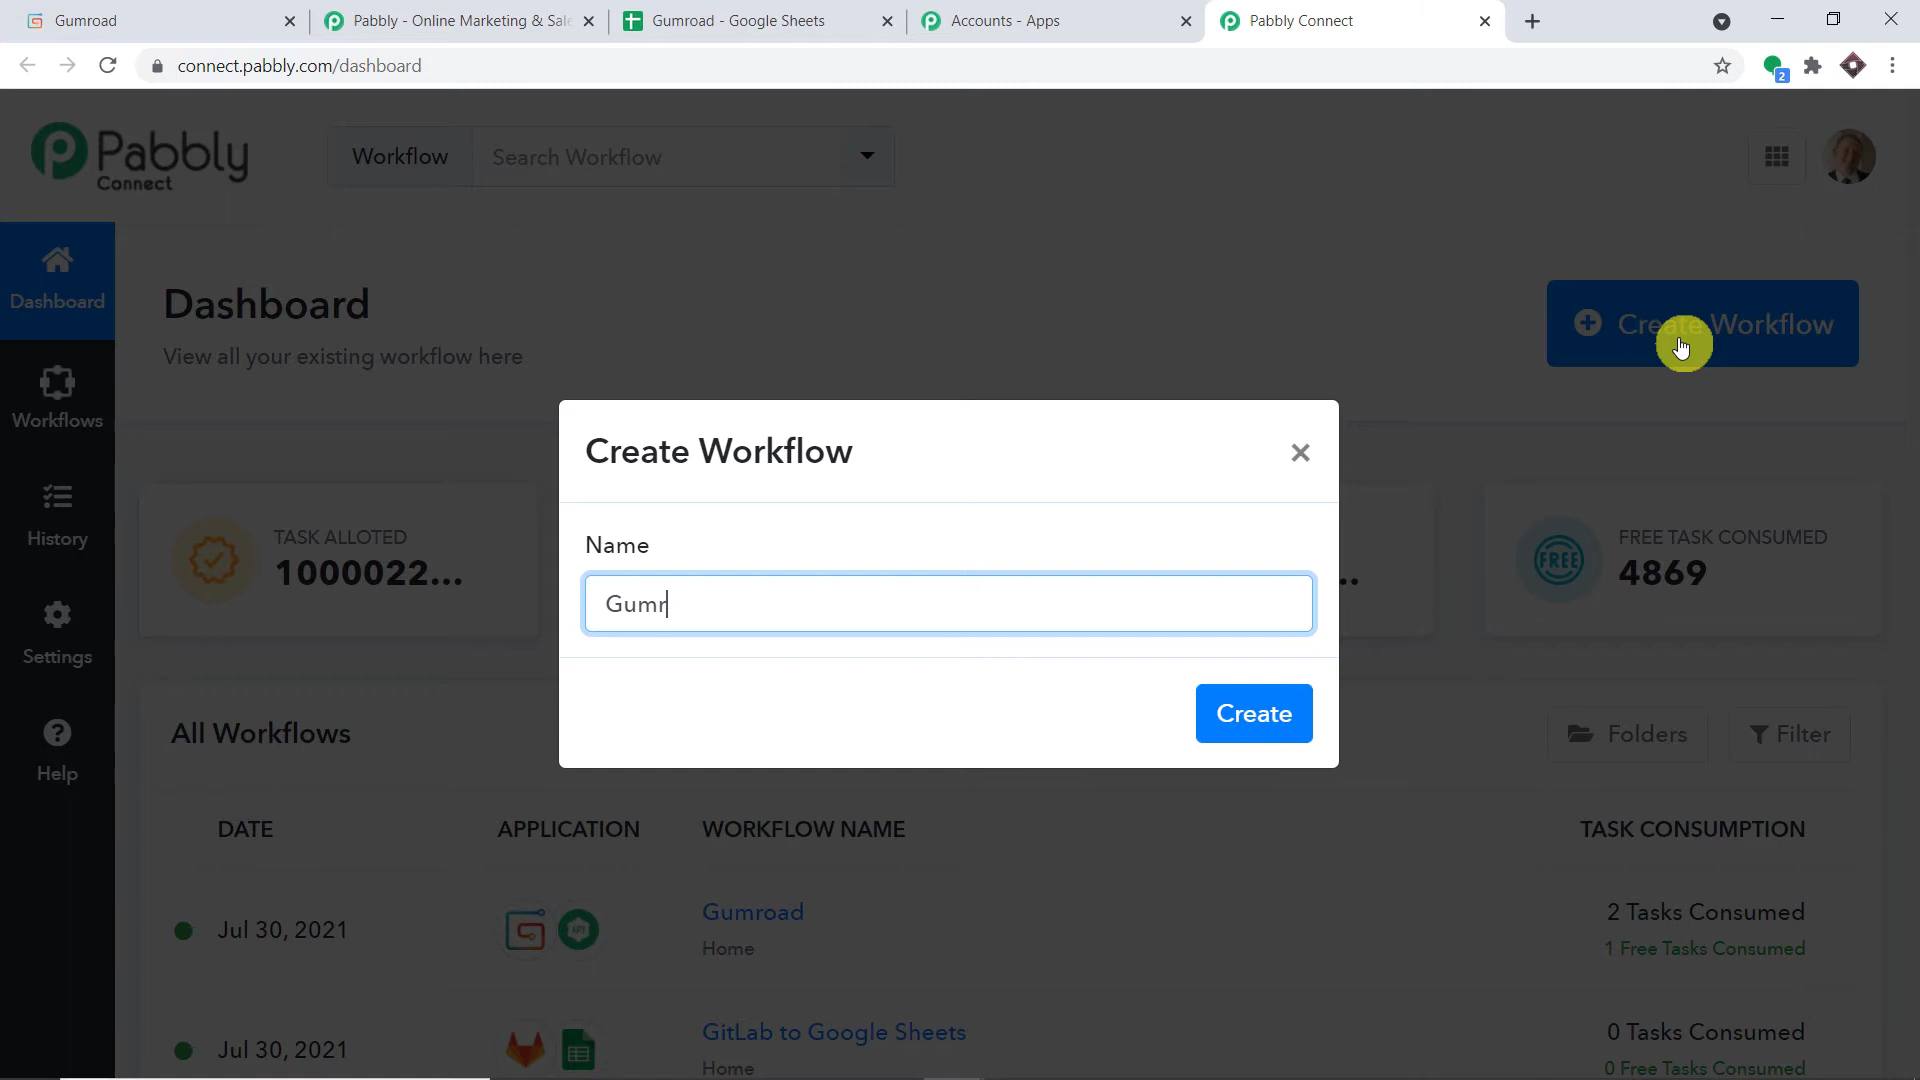 Gumroad
Pabbly - Online Marketing & Sale
Gumroad - Google Sheets
Accounts - Apps
Pabbly Connect
connect.pabbly.com/dashboard
2
Pabbly
Connect
Workflow
Search Workflow
Dashboard
Workflows
History
Settings
Help
Dashboard
View all your existing workflow here
Create Workflow
Create Workflow
Name
Gumr
Create
TASK ALLOTED
1000022...
..
FREE
FREE TASK CONSUMED
4869
All Workflows
Folders
Filter
DATE
APPLICATION
WORKFLOW NAME
TASK CONSUMPTION
Jul 30, 2021
API
Gumroad
Home
2 Tasks Consumed
1 Free Tasks Consumed
Jul 30, 2021
GitLab to Google Sheets
Home
0 Tasks Consumed
0 Free Tasks Consumed